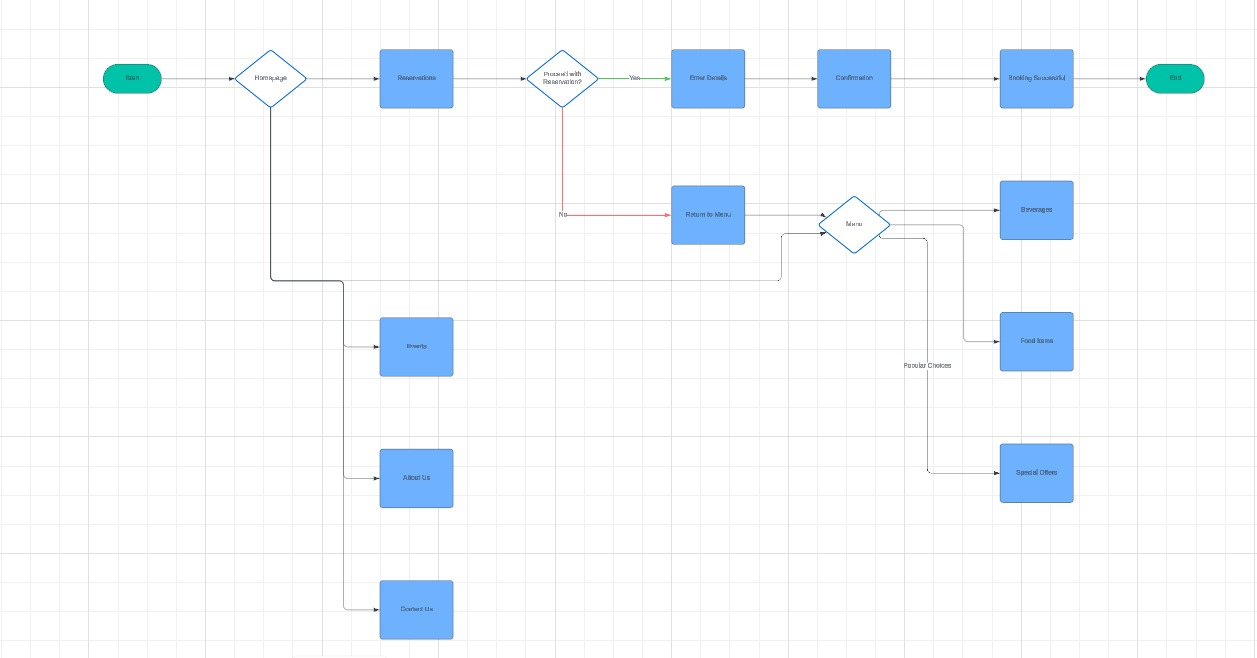 Start
Homepage
Reservations
Proceed with
Reservation?
Yes
Enter Details
Confirmation
Booking Successful
End
No
Return to Menu
Menu
Beverages
Events
Food Items
Popular Choices
About Us
Special Offers
Contact Us